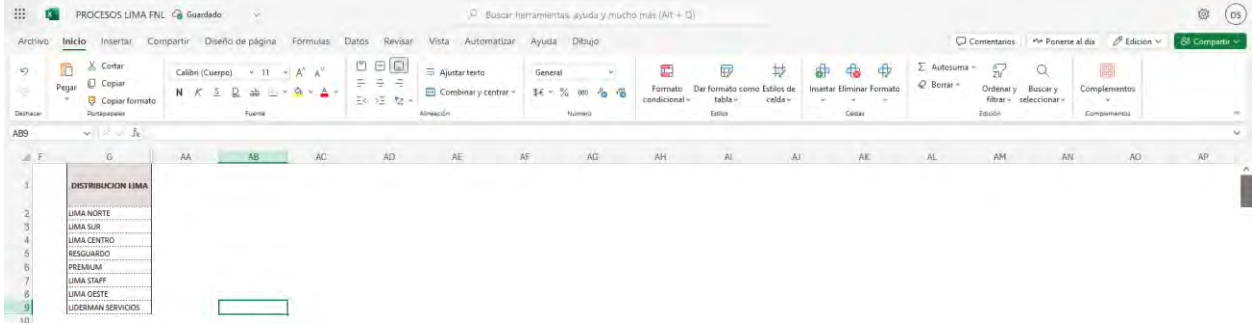 PROCESOS LIMA FNL Guardado
Buscar herramientas, ayuda y mucho más (Alt + Q)
DS
Archivo Inicio Insertar Compartir Diseño de página Fórmulas Datos Revisar Vista Automatizar Ayuda Dibujo
Comentarios Ponerse al día Edición Compartir
Pegar
Cortar
Copiar
Copiar formato
Calibri (Cuerpo) 11 A A
N K S D ab A
Ajustar texto
Combinar y centrar
General
$€ % 000
Formato condicional
Dar formato como tabla
Estilos de celda
Insertar Eliminar Formato
Autosuma
Borrar
Ordenar y filtrar
Buscar y seleccionar
Complementos
Deshacer Portapapeles Fuente Alineación Número Estilos Celdas Edición Complementos
AB9 fx
F G AA AB AC AD AE AF AG AH AI AJ AK AL AM AN AO AP
1 DISTRIBUCION LIMA
2 LIMA NORTE
3 LIMA SUR
4 LIMA CENTRO
5 RESGUARDO
6 PREMIUM
7 LIMA STAFF
8 LIMA OESTE
9 LIDERMAN SERVICIOS
10